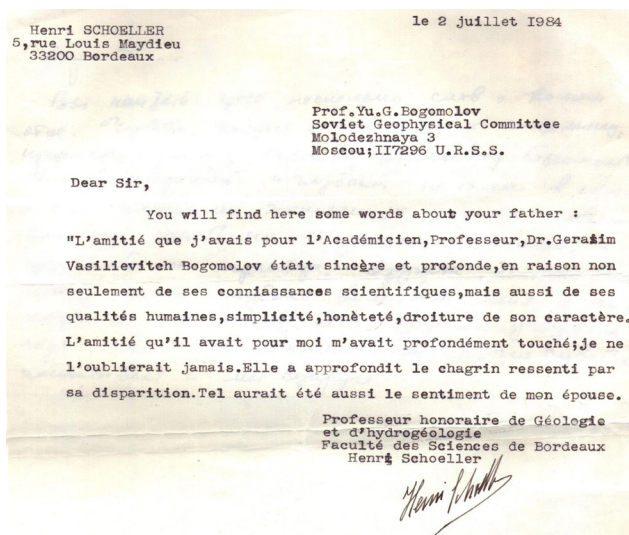 le 2 juillet I984
Henri SCHOELLER
5,rue Louis Maydieu
33200 Bordeaux
Prof.Yu.G.Bogomolov
Soviet Geophysical Committee
Molodezhnaya 3
Moscou;II7296 U.R.S.S.
Dear Sir,
You will find here some words about your father :
"L'amitié que j'avais pour l'Académicien,Professeur,Dr.Gerasim
Vasilievitch Bogomolov était sincère et profonde,en raison non
seulement de ses conniassances scientifiques,mais aussi de ses
qualités humaines,simplicité,honèteté,droiture de son caractère.
L'amitié qu'il avait pour moi m'avait profondément touché;je ne
l'oublierait jamais.Elle a approfondit le chagrin ressenti par
sa disparition.Tel aurait été aussi le sentiment de mon épouse.
Professeur honoraire de Géologie
et d'hydrogéologie
Faculté des Sciences de Bordeaux
Henri Schoeller
Henri Schoeller